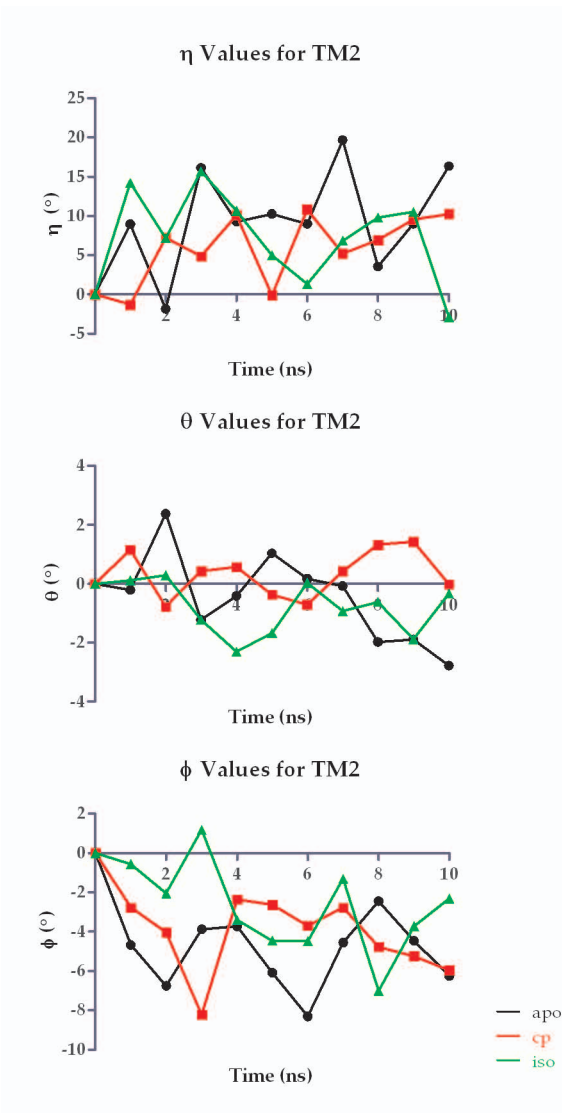 η Values for TM2
25
20
15
10
5
0
-5
η (°)
2
4
6
8
10
Time (ns)
θ Values for TM2
4
2
0
-2
-4
θ (°)
2
4
6
8
10
Time (ns)
ϕ Values for TM2
2
0
-2
-4
-6
-8
-10
ϕ (°)
2
4
6
8
10
Time (ns)
apo
cp
iso